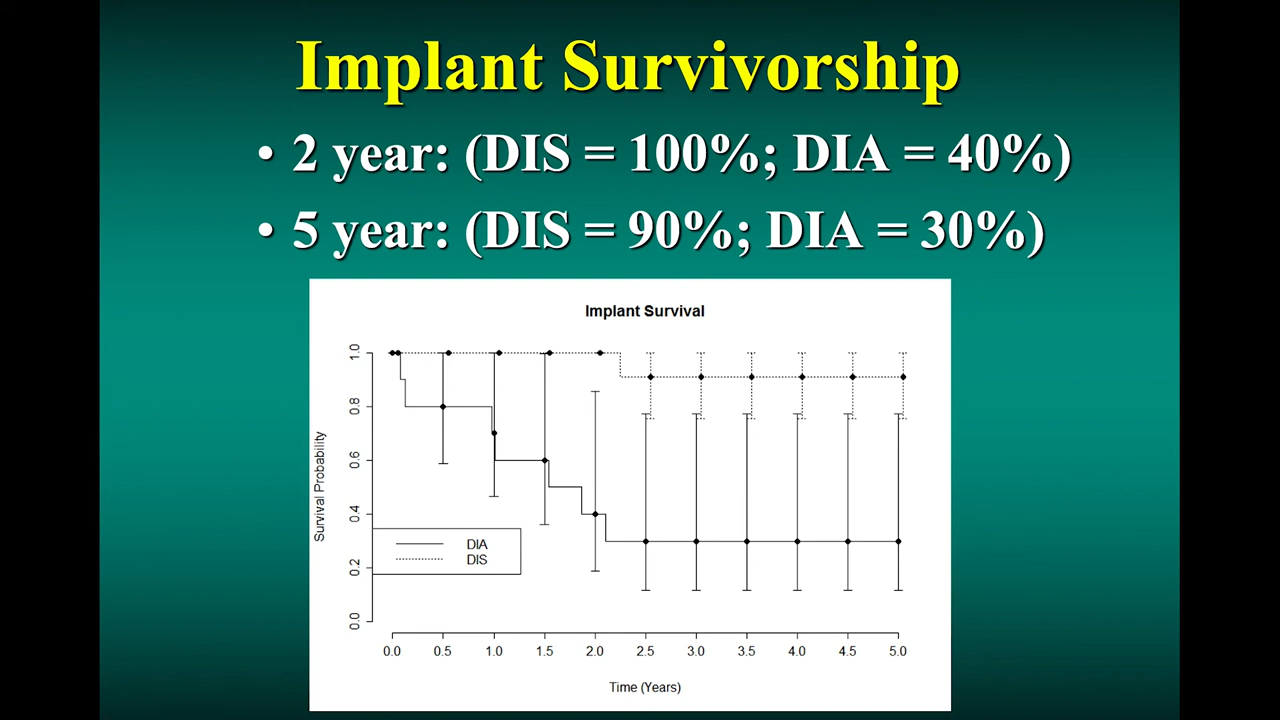 Implant Survivorship
• 2 year: (DIS = 100%; DIA = 40%)
• 5 year: (DIS = 90%; DIA = 30%)
Implant Survival
Survival Probability
1.0
0.8
0.6
0.4
0.2
0.0
DIA
DIS
0.0 0.5 1.0 1.5 2.0 2.5 3.0 3.5 4.0 4.5 5.0
Time (Years)